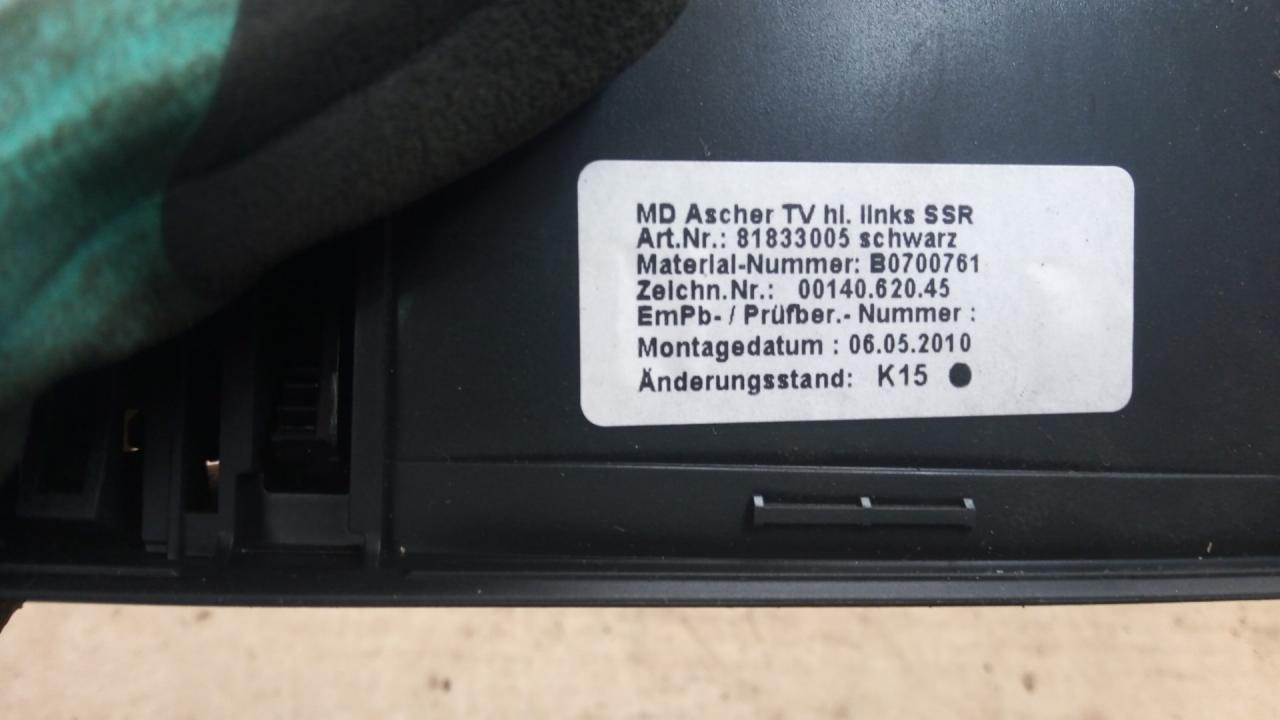 MD Ascher TV hl. links SSR
Art.Nr.: 81833005 schwarz
Material-Nummer: B0700761
Zeichn.Nr.: 00140.620.45
EmPb- / Prüfber.- Nummer :
Montagedatum : 06.05.2010
Änderungsstand: K15